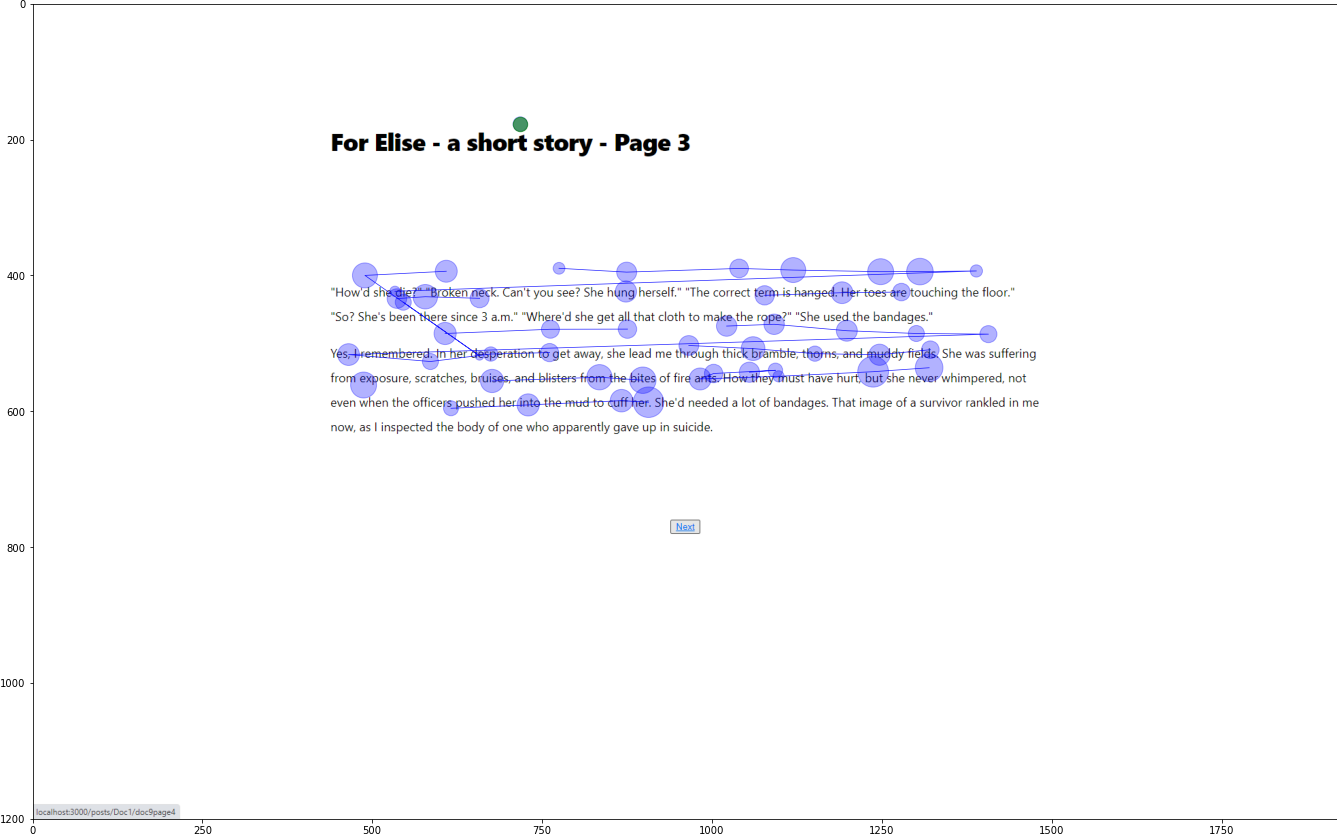 For Elise - a short story - Page 3
"How'd she die?" "Broken neck. Can't you see? She hung herself." "The correct term is hanged. Her toes are touching the floor."
"So? She's been there since 3 a.m." "Where'd she get all that cloth to make the rope?" "She used the bandages."
Yes, I remembered. In her desperation to get away, she lead me through thick bramble, thorns, and muddy fields. She was suffering
from exposure, scratches, bruises, and blisters from the bites of fire ants. How they must have hurt, but she never whimpered, not
even when the officers pushed her into the mud to cuff her. She'd needed a lot of bandages. That image of a survivor rankled in me
now, as I inspected the body of one who apparently gave up in suicide.
Next
localhost:3000/posts/Doc1/doc9page4
0
200
400
600
800
1000
1200
0 250 500 750 1000 1250 1500 1750